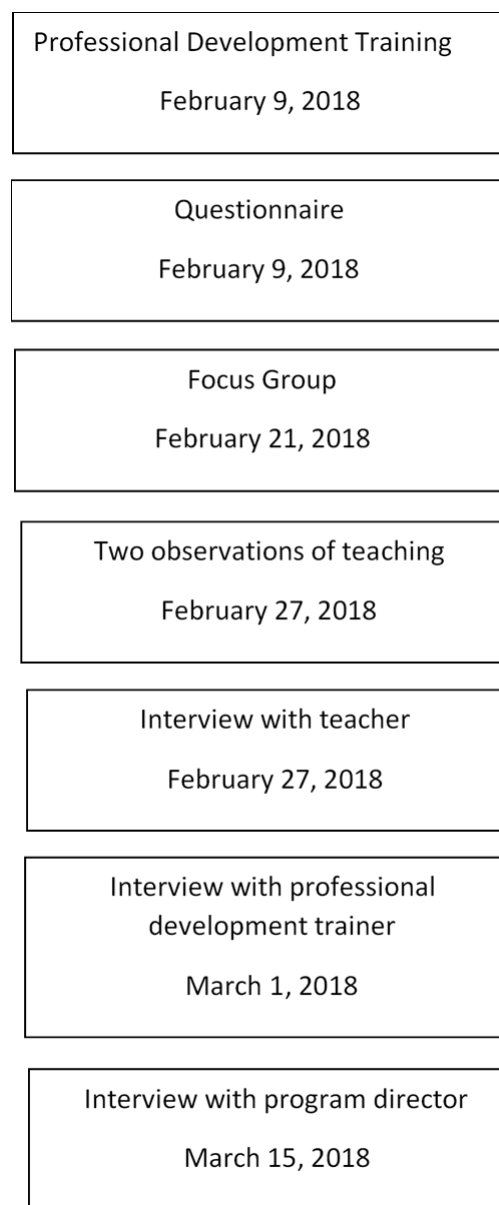 Professional Development Training
February 9, 2018
Questionnaire
February 9, 2018
Focus Group
February 21, 2018
Two observations of teaching
February 27, 2018
Interview with teacher
February 27, 2018
Interview with professional
development trainer
March 1, 2018
Interview with program director
March 15, 2018